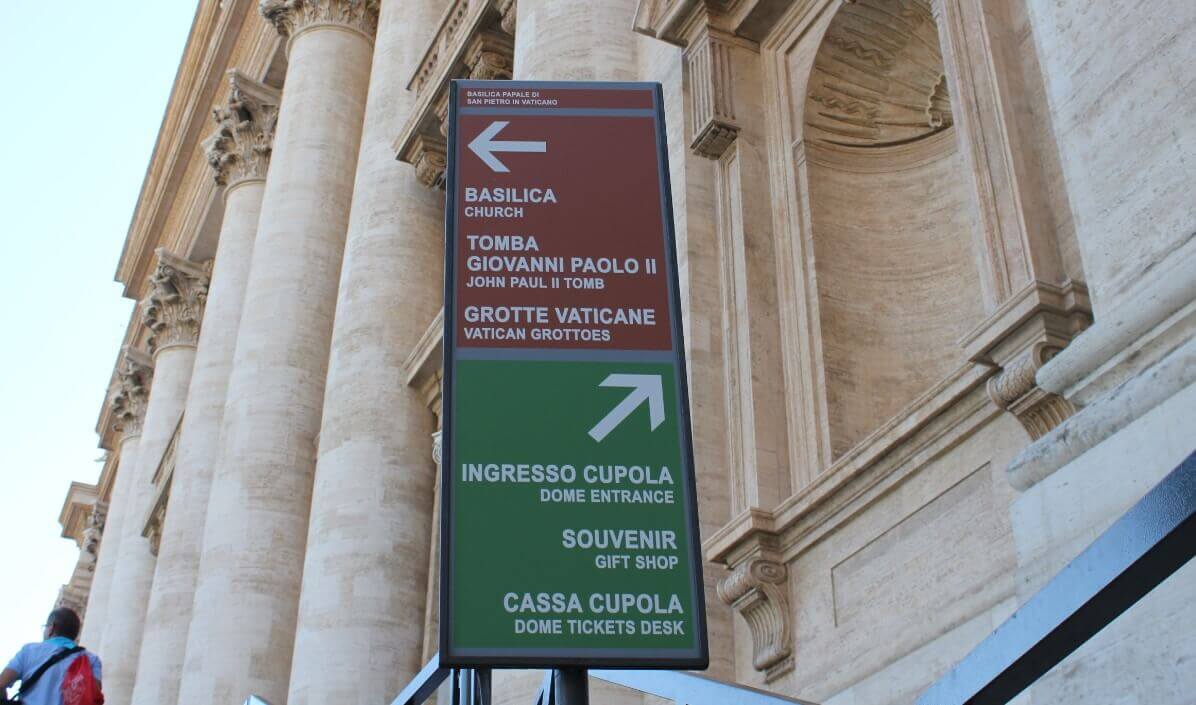 BASILICA PAPALE DI
SAN PIETRO IN VATICANO
BASILICA
CHURCH
TOMBA
GIOVANNI PAOLO II
JOHN PAUL II TOMB
GROTTE VATICANE
VATICAN GROTTOES
INGRESSO CUPOLA
DOME ENTRANCE
SOUVENIR
GIFT SHOP
CASSA CUPOLA
DOME TICKETS DESK